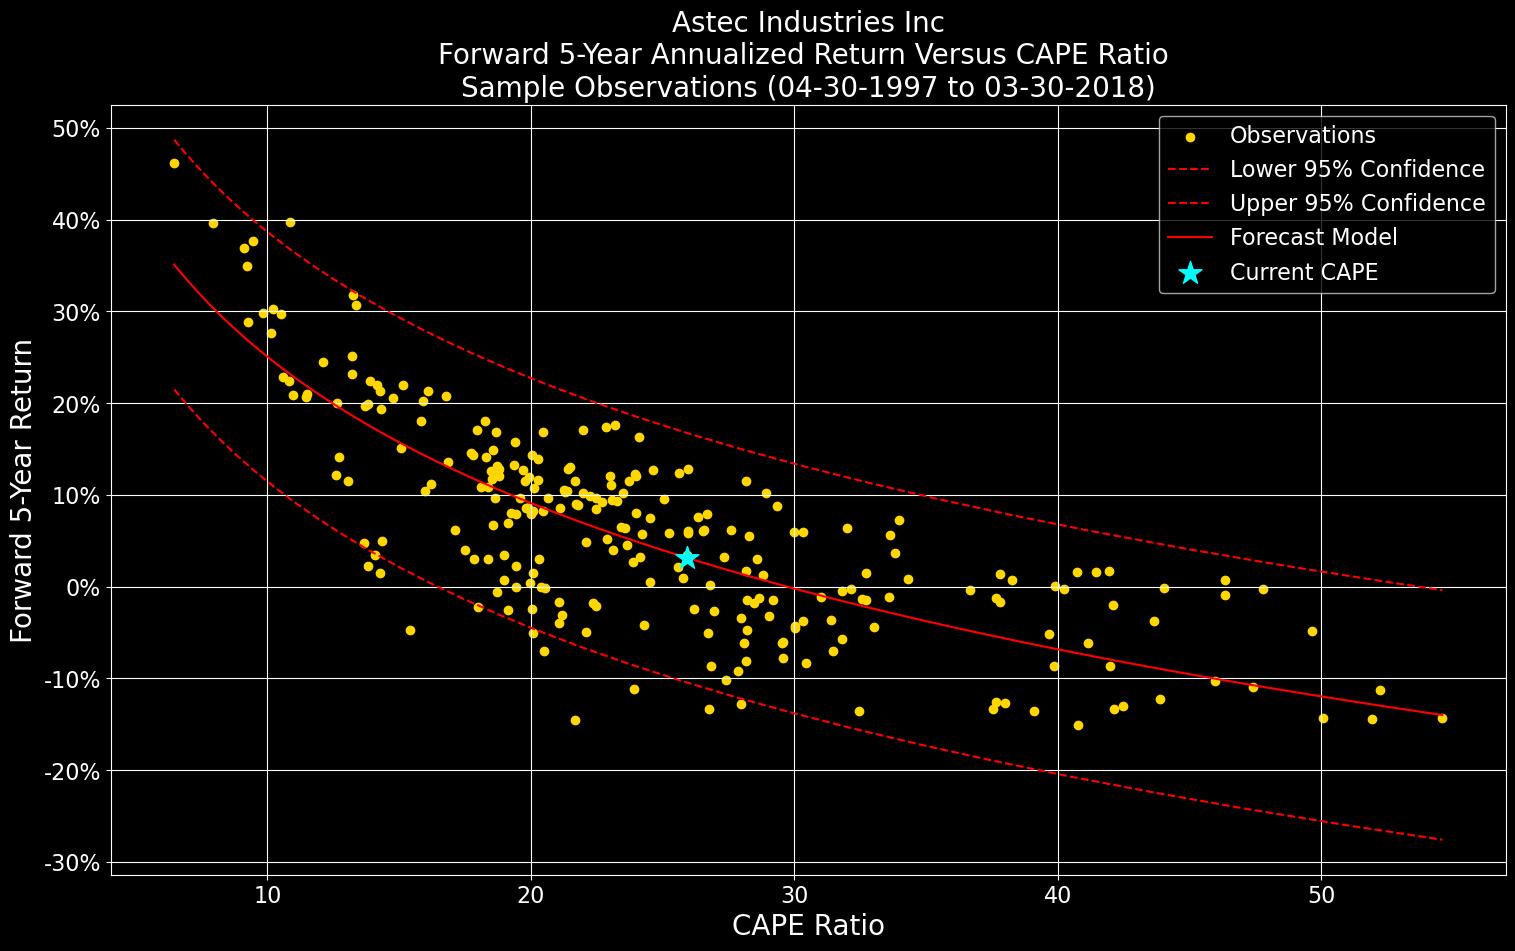 Astec Industries Inc
Forward 5-Year Annualized Return Versus CAPE Ratio
Sample Observations (04-30-1997 to 03-30-2018)
Forward 5-Year Return
50%
40%
30%
20%
10%
0%
-10%
-20%
-30%
Observations
Lower 95% Confidence
Upper 95% Confidence
Forecast Model
Current CAPE
10 20 30 40 50
CAPE Ratio